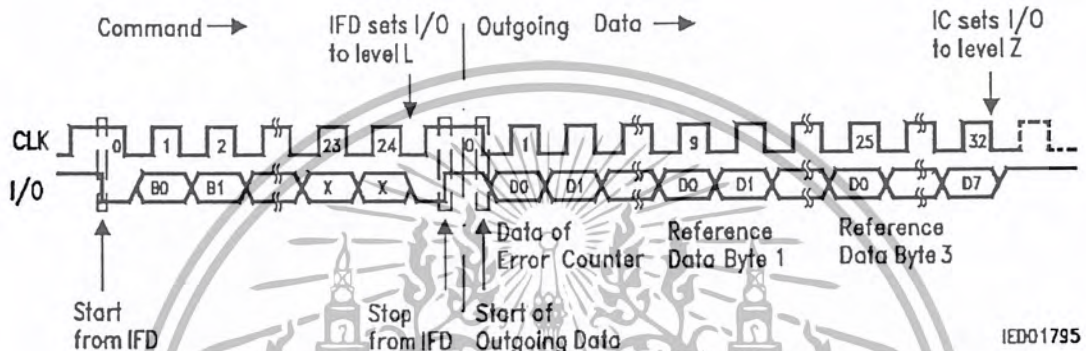 Command → IFD sets I/O Outgoing Data → IC sets I/O
to level L to level Z
CLK 0 1 2 23 24 0 1 9 25 32
I/O B0 B1 X X D0 D1 D0 D1 D0 D7
Data of Reference Reference
Error Counter Data Byte 1 Data Byte 3
Start Stop Start of
from IFD from IFD Outgoing Data
IED01795